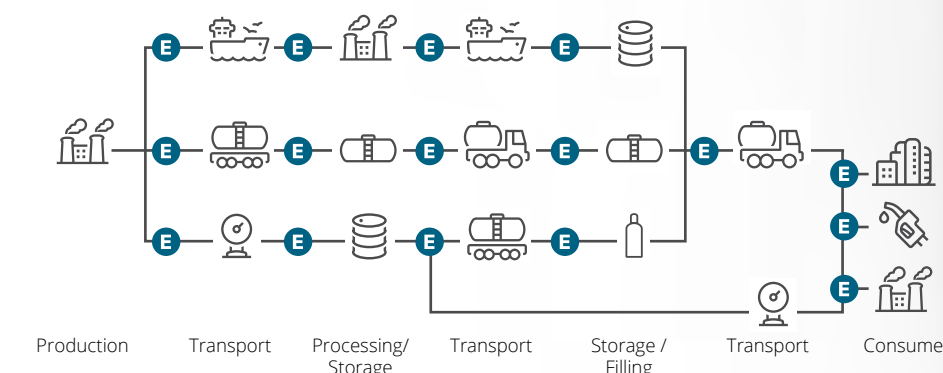 E E E E
E E E E E
E
E
E E E E
E
Production Transport Processing/ Transport Storage / Transport Consume
Storage Filling